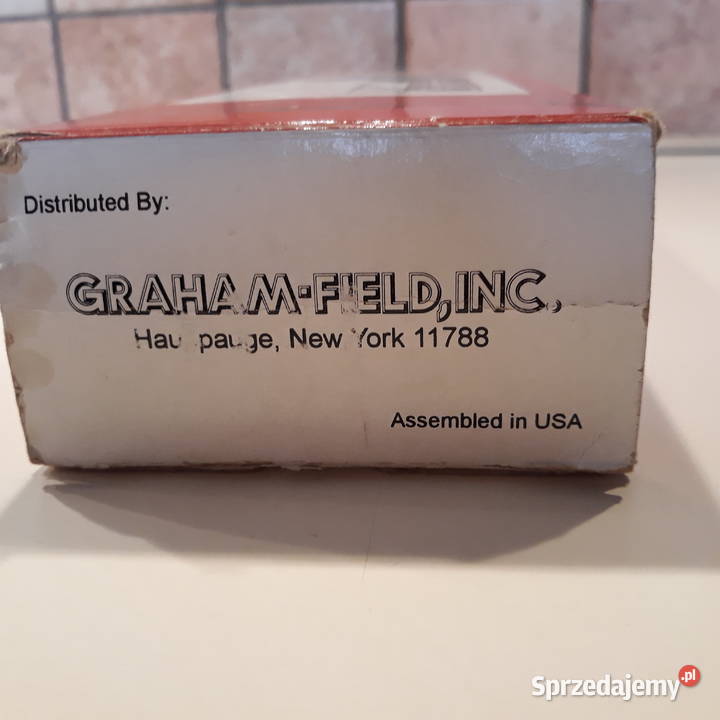 Distributed By:
GRAHAM-FIELD, INC.
Hauppauge, New York 11788
Assembled in USA
Sprzedajemy.pl